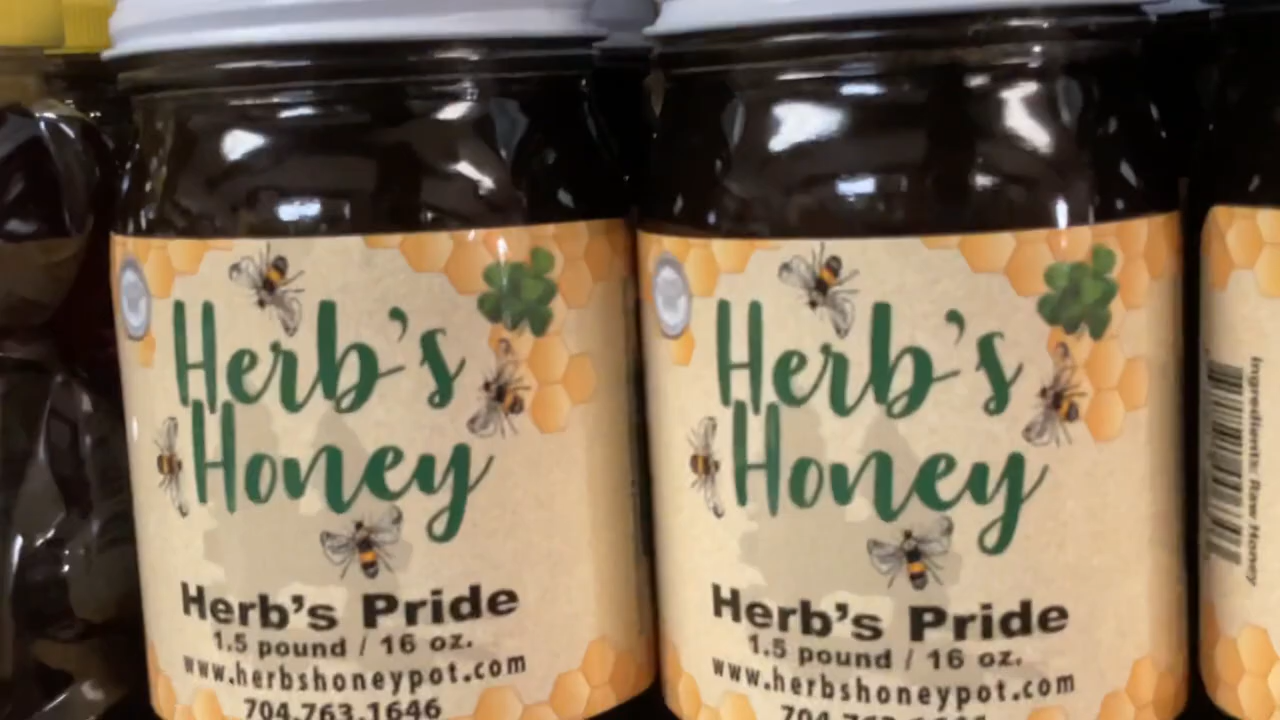 Herb's
Honey
Herb's Pride
1.5 pound / 16 oz.
www.herbshoneypot.com
704.763.1646
Herb's
Honey
Herb's Pride
1.5 pound / 16 oz.
www.herbshoneypot.com
Ingredients: Raw Honey